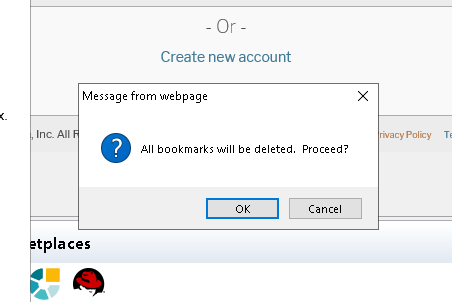 - Or -
Create new account
Message from webpage
x.
, Inc. All R
rivacy Policy Te
All bookmarks will be deleted. Proceed?
OK Cancel
etplaces